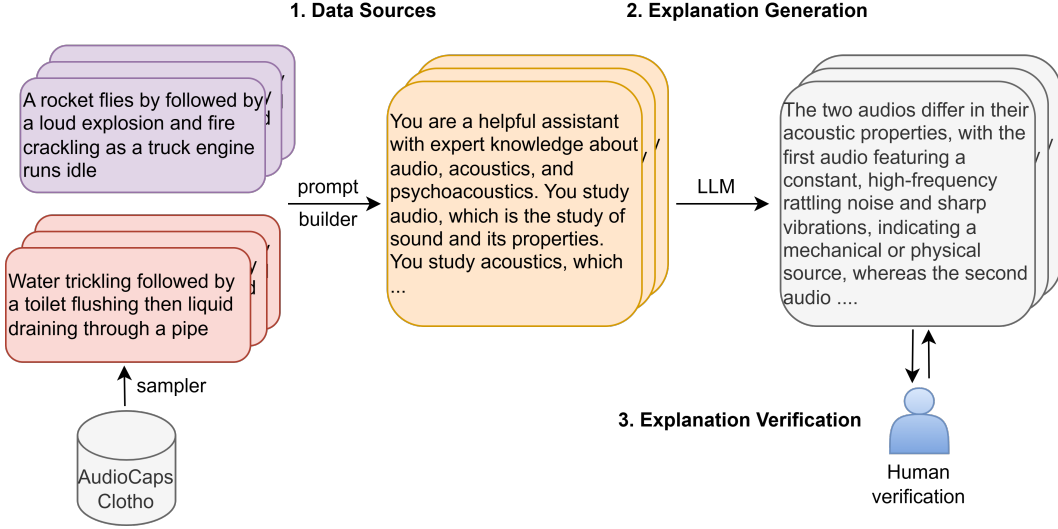 1. Data Sources
2. Explanation Generation
A rocket flies by followed by
a loud explosion and fire
crackling as a truck engine
runs idle
Water trickling followed by
a toilet flushing then liquid
draining through a pipe
sampler
AudioCaps
Clotho
prompt
builder
You are a helpful assistant
with expert knowledge about
audio, acoustics, and
psychoacoustics. You study
audio, which is the study of
sound and its properties.
You study acoustics, which
...
LLM
The two audios differ in their
acoustic properties, with the
first audio featuring a
constant, high-frequency
rattling noise and sharp
vibrations, indicating a
mechanical or physical
source, whereas the second
audio ....
3. Explanation Verification
Human
verification